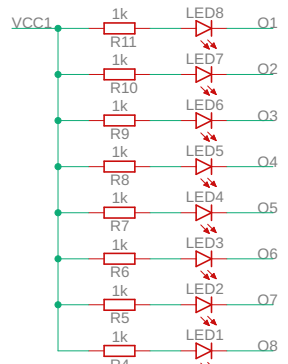 1k LED8
VCC1 O1
R11
1k LED7
O2
R10
1k LED6
O3
R9
1k LED5
O4
R8
1k LED4
O5
R7
1k LED3
O6
R6
1k LED2
O7
R5
1k LED1
O8
R4